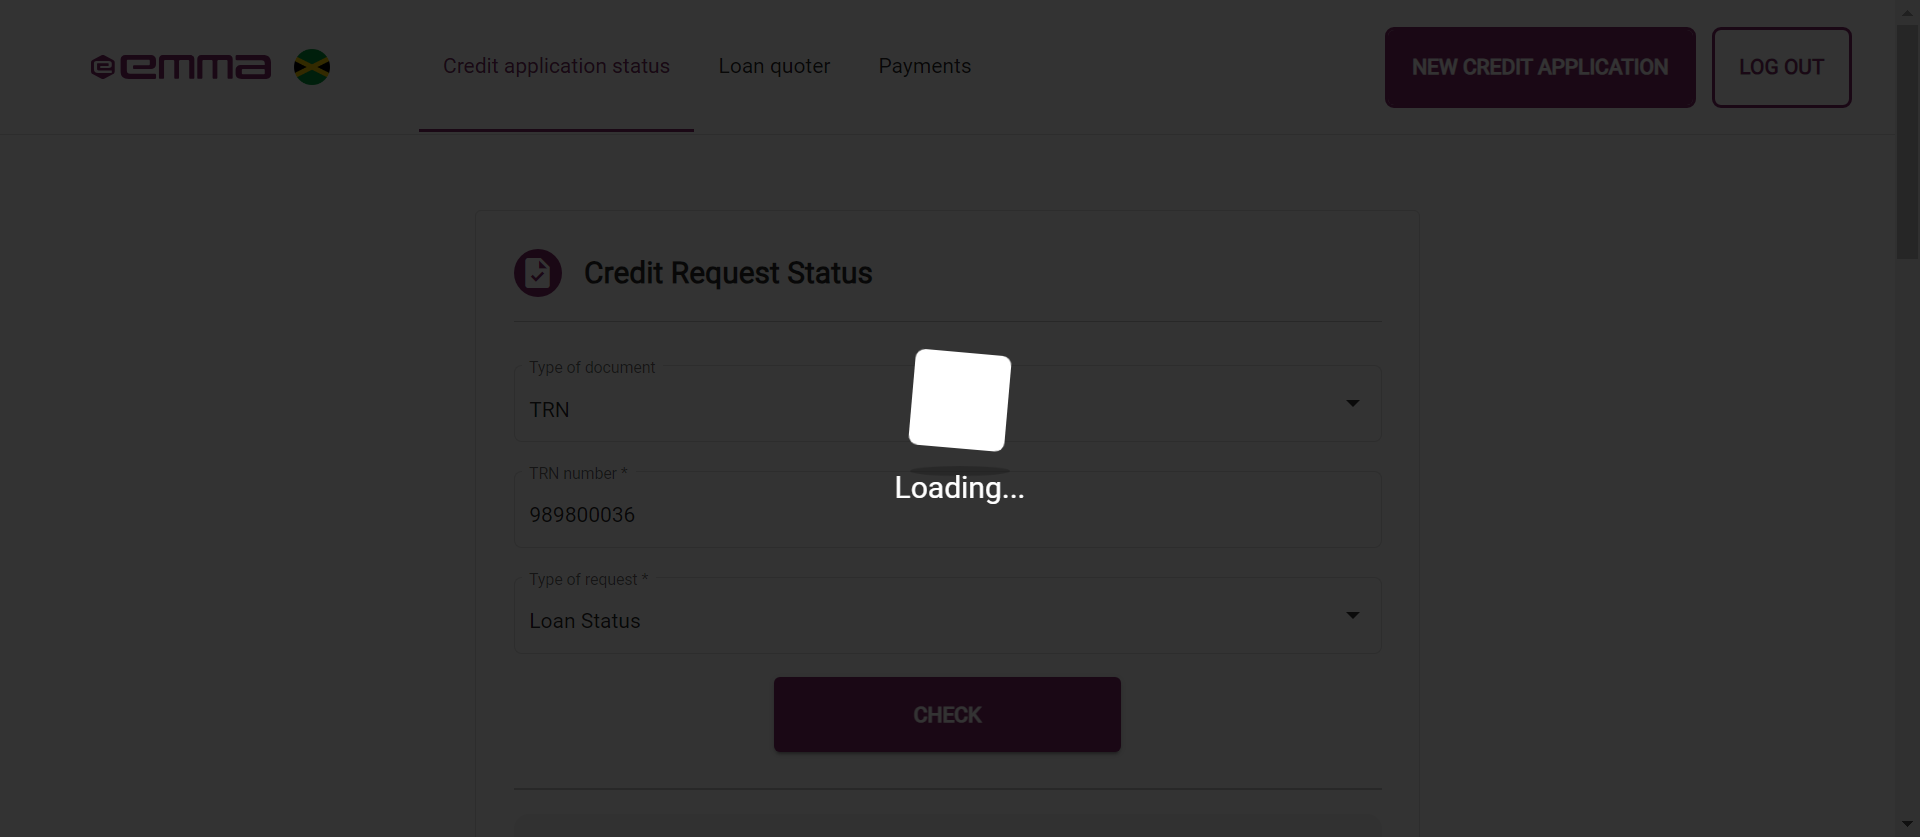 emma
Credit application status
Loan quoter
Payments
NEW CREDIT APPLICATION
LOG OUT
Credit Request Status
Type of document
TRN
TRN number *
989800036
Loading...
Type of request *
Loan Status
CHECK